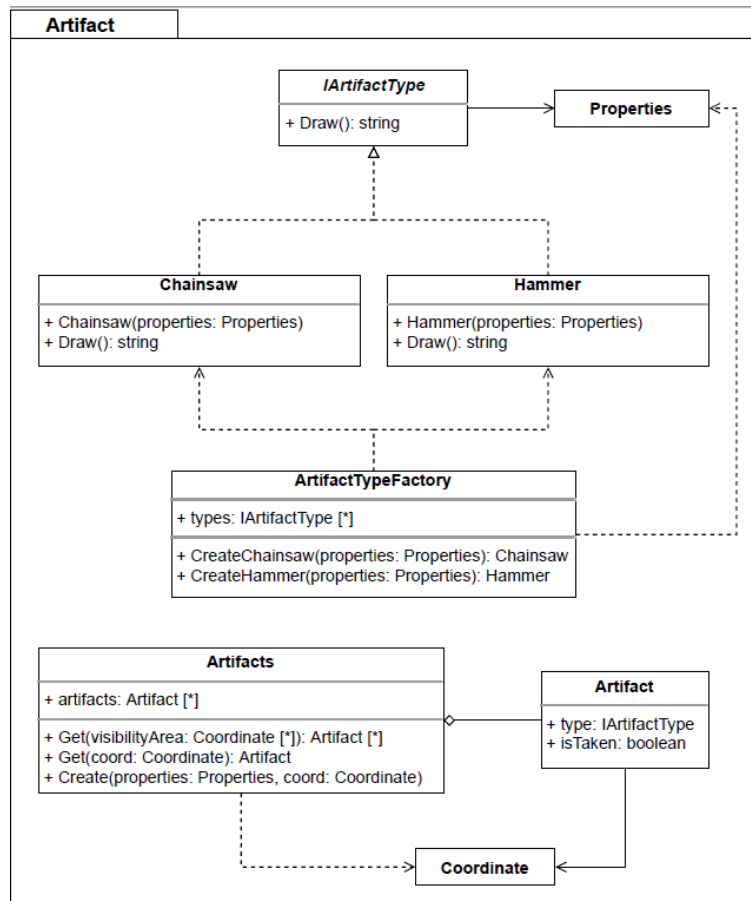 Artifact
IArtifactType
+ Draw(): string
Properties
Chainsaw
+ Chainsaw(properties: Properties)
+ Draw(): string
Hammer
+ Hammer(properties: Properties)
+ Draw(): string
ArtifactTypeFactory
+ types: IArtifactType [*]
+ CreateChainsaw(properties: Properties): Chainsaw
+ CreateHammer(properties: Properties): Hammer
Artifacts
+ artifacts: Artifact [*]
+ Get(visibilityArea: Coordinate [*]): Artifact [*]
+ Get(coord: Coordinate): Artifact
+ Create(properties: Properties, coord: Coordinate)
Artifact
+ type: IArtifactType
+ isTaken: boolean
Coordinate